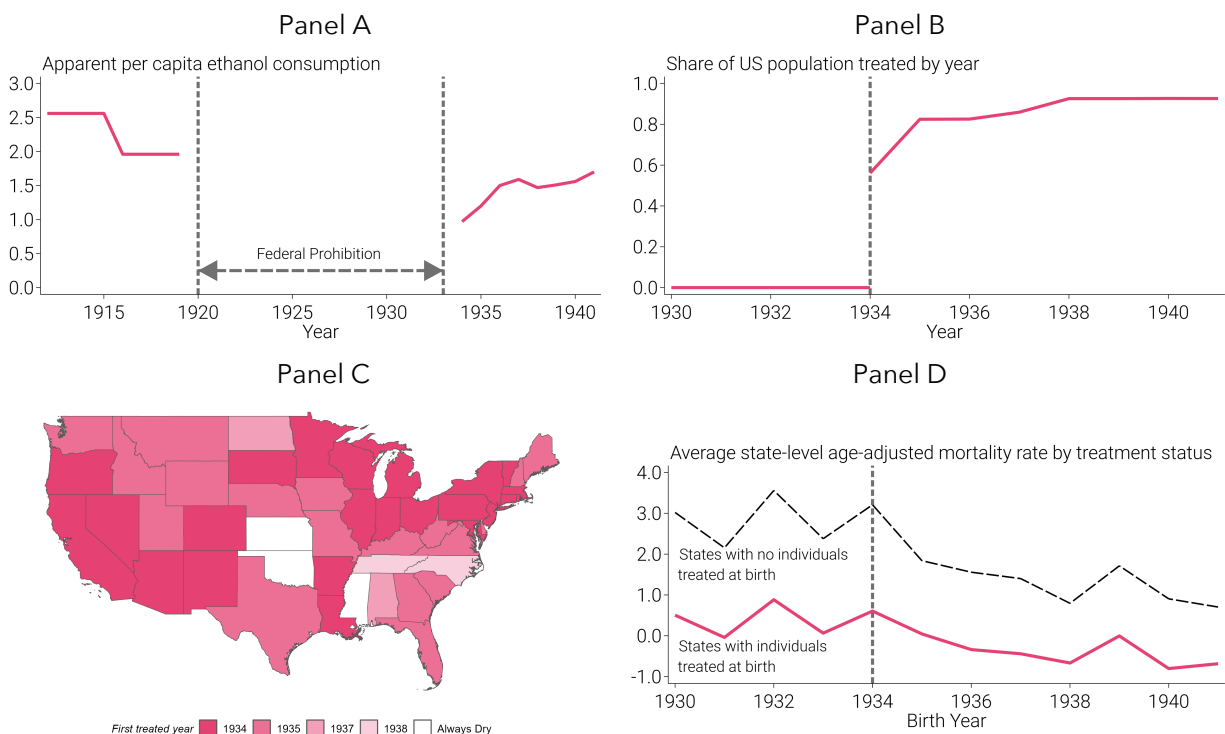 Panel A
Apparent per capita ethanol consumption
3.0
2.5
2.0
1.5
1.0
0.5
0.0
Federal Prohibition
1915 1920 1925 1930 1935 1940
Year
Panel B
Share of US population treated by year
1.0
0.8
0.6
0.4
0.2
0.0
1930 1932 1934 1936 1938 1940
Year
Panel C
First treated year 1934 1935 1937 1938 Always Dry
Panel D
Average state-level age-adjusted mortality rate by treatment status
4.0
3.0
2.0
1.0
0.0
-1.0
States with no individuals
treated at birth
States with individuals
treated at birth
1930 1932 1934 1936 1938 1940
Birth Year